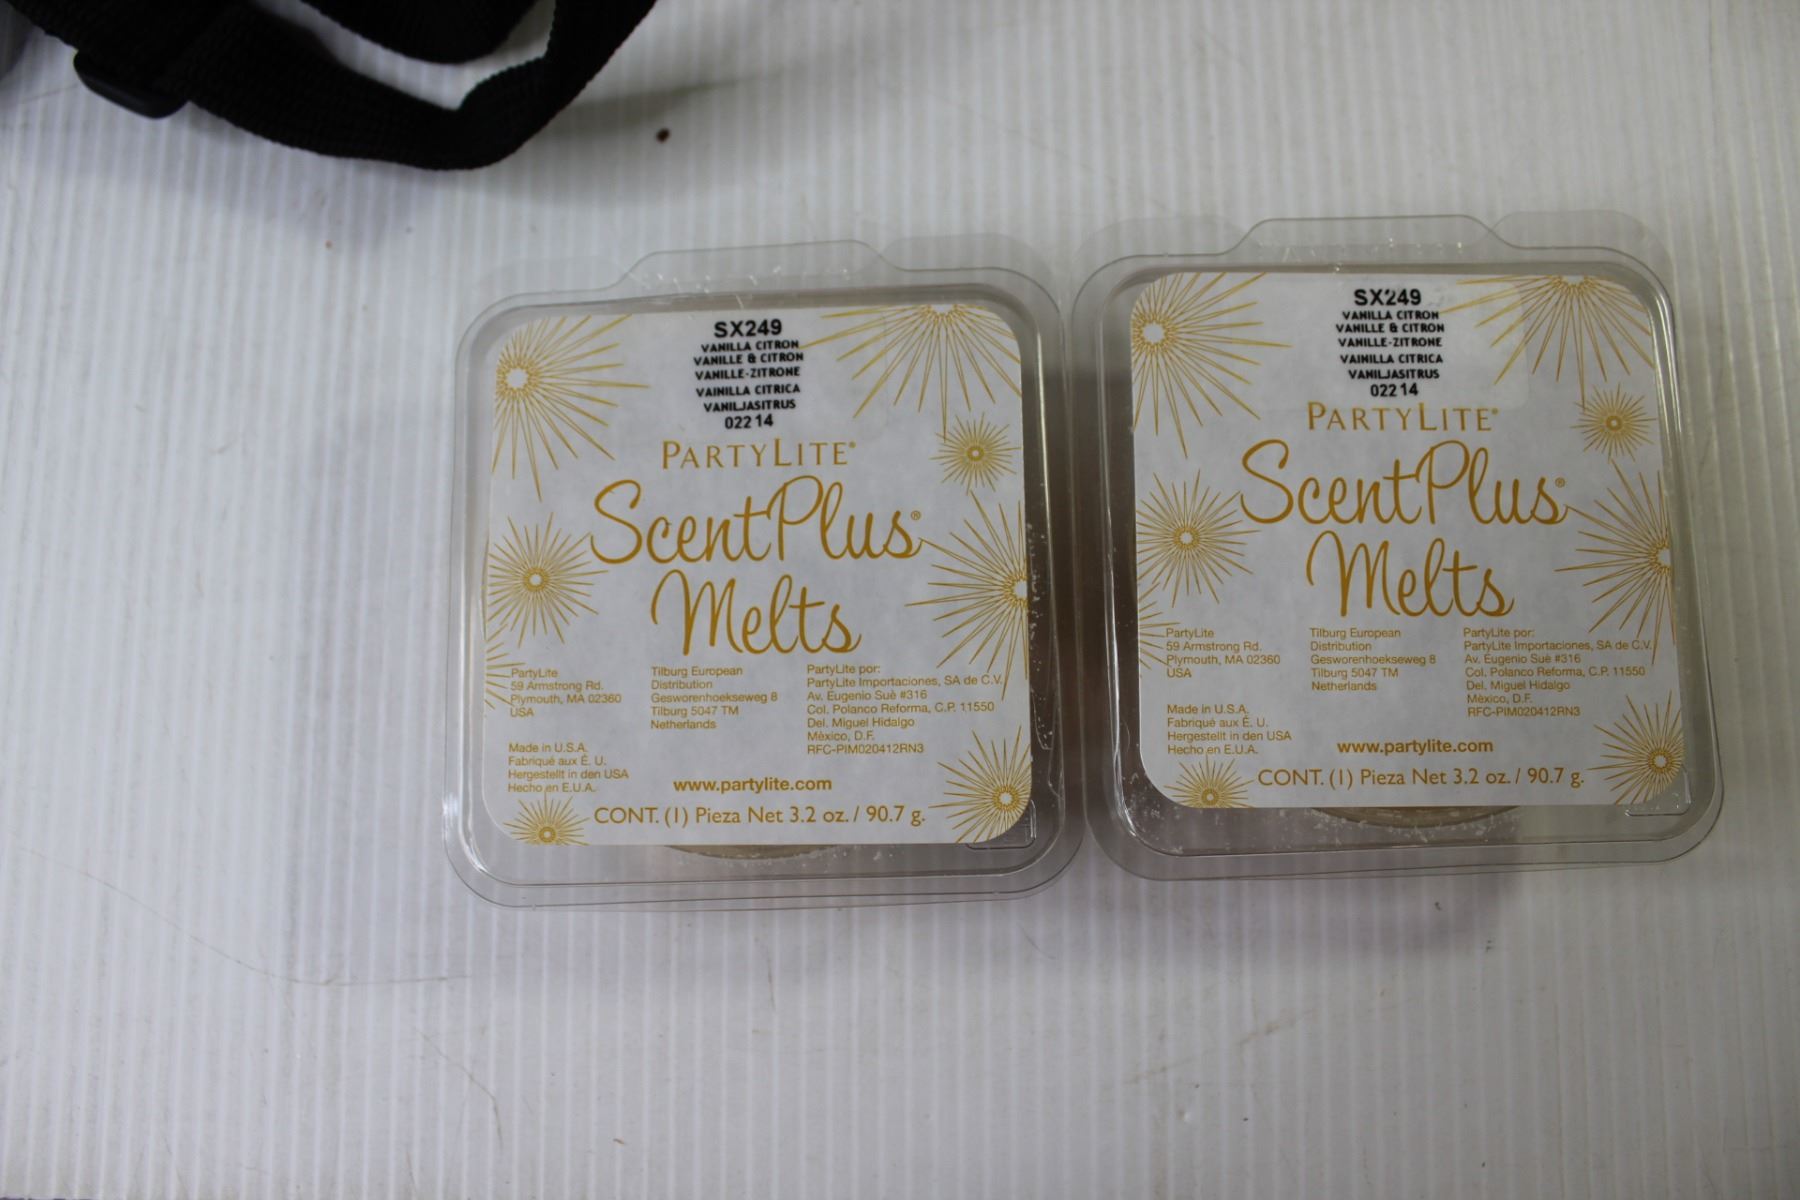 SX249
VANILLA CITRON
VANILLE & CITRON
VANILLE-ZITRONE
VAINILLA CITRICA
VANILJASITRUS
02214
PARTYLITE®
ScentPlus®
Melts
PartyLite
59 Armstrong Rd.
Plymouth, MA 02360
USA
Made in U.S.A.
Fabriqué aux É. U.
Hergestellt in den USA
Hecho en E.U.A.
Tilburg European
Distribution
Gesworenhoekseweg 8
Tilburg 5047 TM
Netherlands
PartyLite por:
PartyLite Importaciones, SA de C.V.
Av. Eugenio Suè #316
Col. Polanco Reforma, C.P. 11550
Del. Miguel Hidalgo
Mèxico, D.F.
RFC-PIM020412RN3
www.partylite.com
CONT. (1) Pieza Net 3.2 oz. / 90.7 g.
SX249
VANILLA CITRON
VANILLE & CITRON
VANILLE-ZITRONE
VAINILLA CITRICA
VANILJASITRUS
02214
PARTYLITE®
ScentPlus®
Melts
PartyLite
59 Armstrong Rd.
Plymouth, MA 02360
USA
Made in U.S.A.
Fabriqué aux É. U.
Hergestellt in den USA
Hecho en E.U.A.
Tilburg European
Distribution
Gesworenhoekseweg 8
Tilburg 5047 TM
Netherlands
PartyLite por:
PartyLite Importaciones, SA de C.V.
Av. Eugenio Suè #316
Col. Polanco Reforma, C.P. 11550
Del. Miguel Hidalgo
Mèxico, D.F.
RFC-PIM020412RN3
www.partylite.com
CONT. (1) Pieza Net 3.2 oz. / 90.7 g.